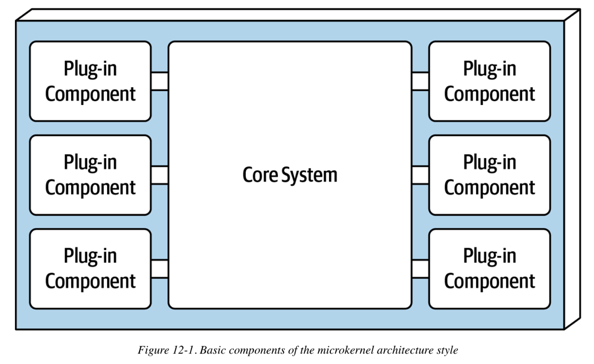 Plug-in
Component
Plug-in
Component
Plug-in
Component
Core System
Plug-in
Component
Plug-in
Component
Plug-in
Component
Figure 12-1. Basic components of the microkernel architecture style